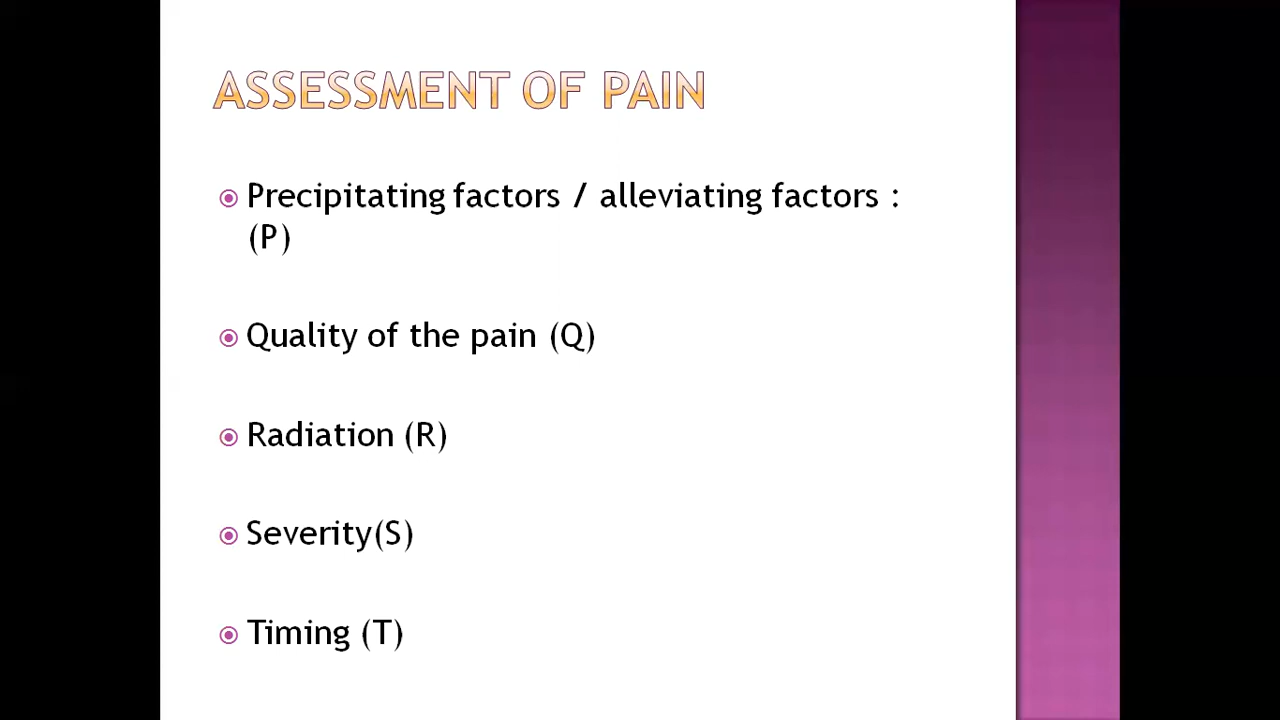 ASSESSMENT OF PAIN
Precipitating factors / alleviating factors :
(P)
Quality of the pain (Q)
Radiation (R)
Severity(S)
Timing (T)